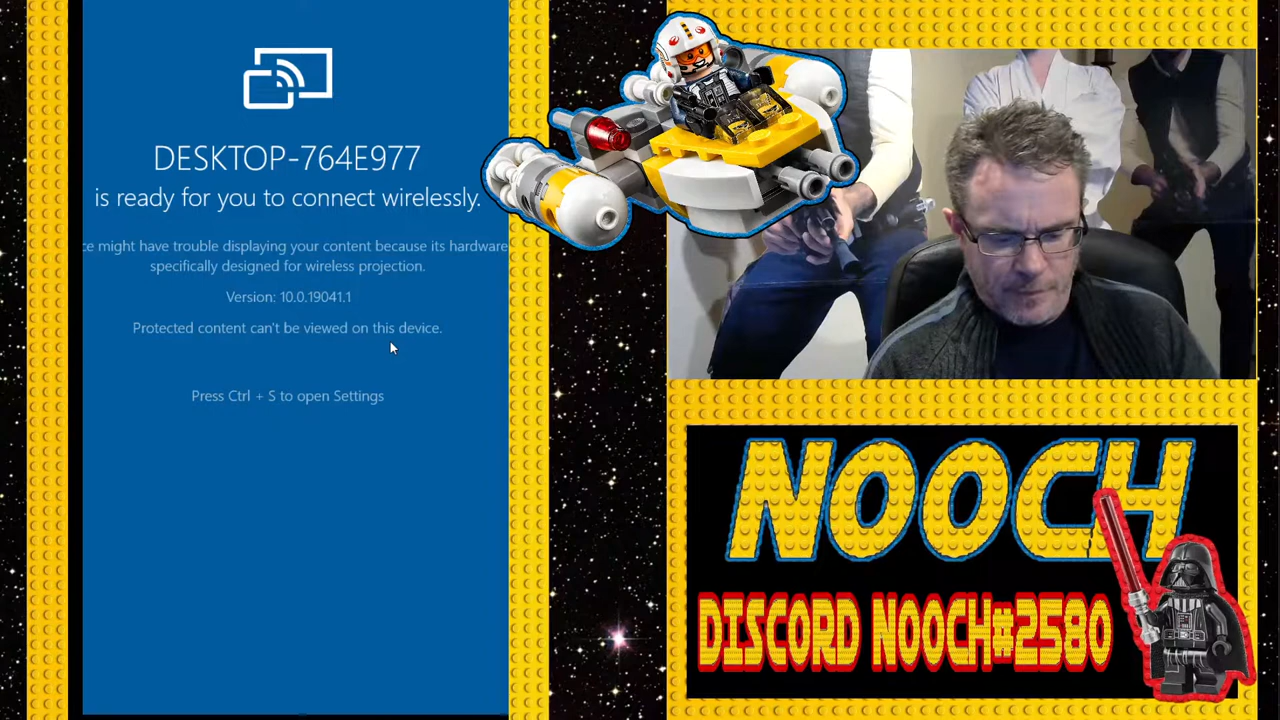 DESKTOP-764E977
is ready for you to connect wirelessly.
ce might have trouble displaying your content because its hardware
specifically designed for wireless projection.
Version: 10.0.19041.1
Protected content can't be viewed on this device.
Press Ctrl + S to open Settings
NOOCH
DISCORD NOOCH#2580